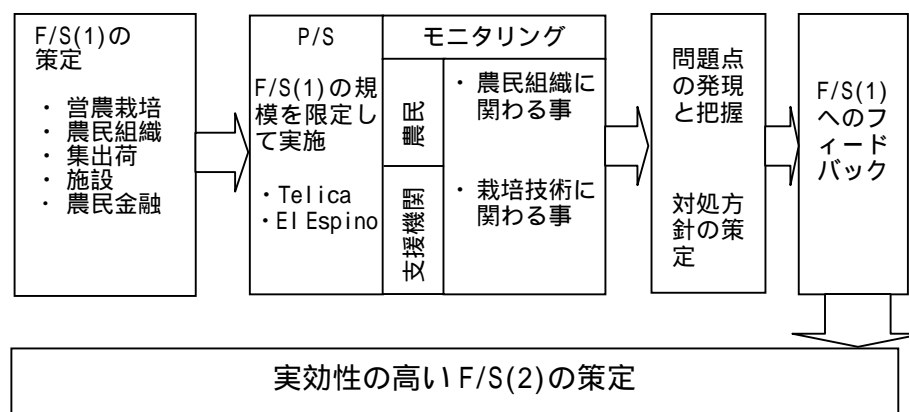 F/S(1)の
策定
・ 営農栽培
・ 農民組織
・ 集出荷
・ 施設
・ 農民金融
P/S
F/S(1)の規
模を限定し
て実施
・Telica
・El Espino
モニタリング
農民
支援機関
・ 農民組織に
関わる事
・ 栽培技術に
関わる事
問題点
の発現
と把握
対処方
針の策
定
F/S(1)
へのフ
ィード
バック
実効性の高いF/S(2)の策定